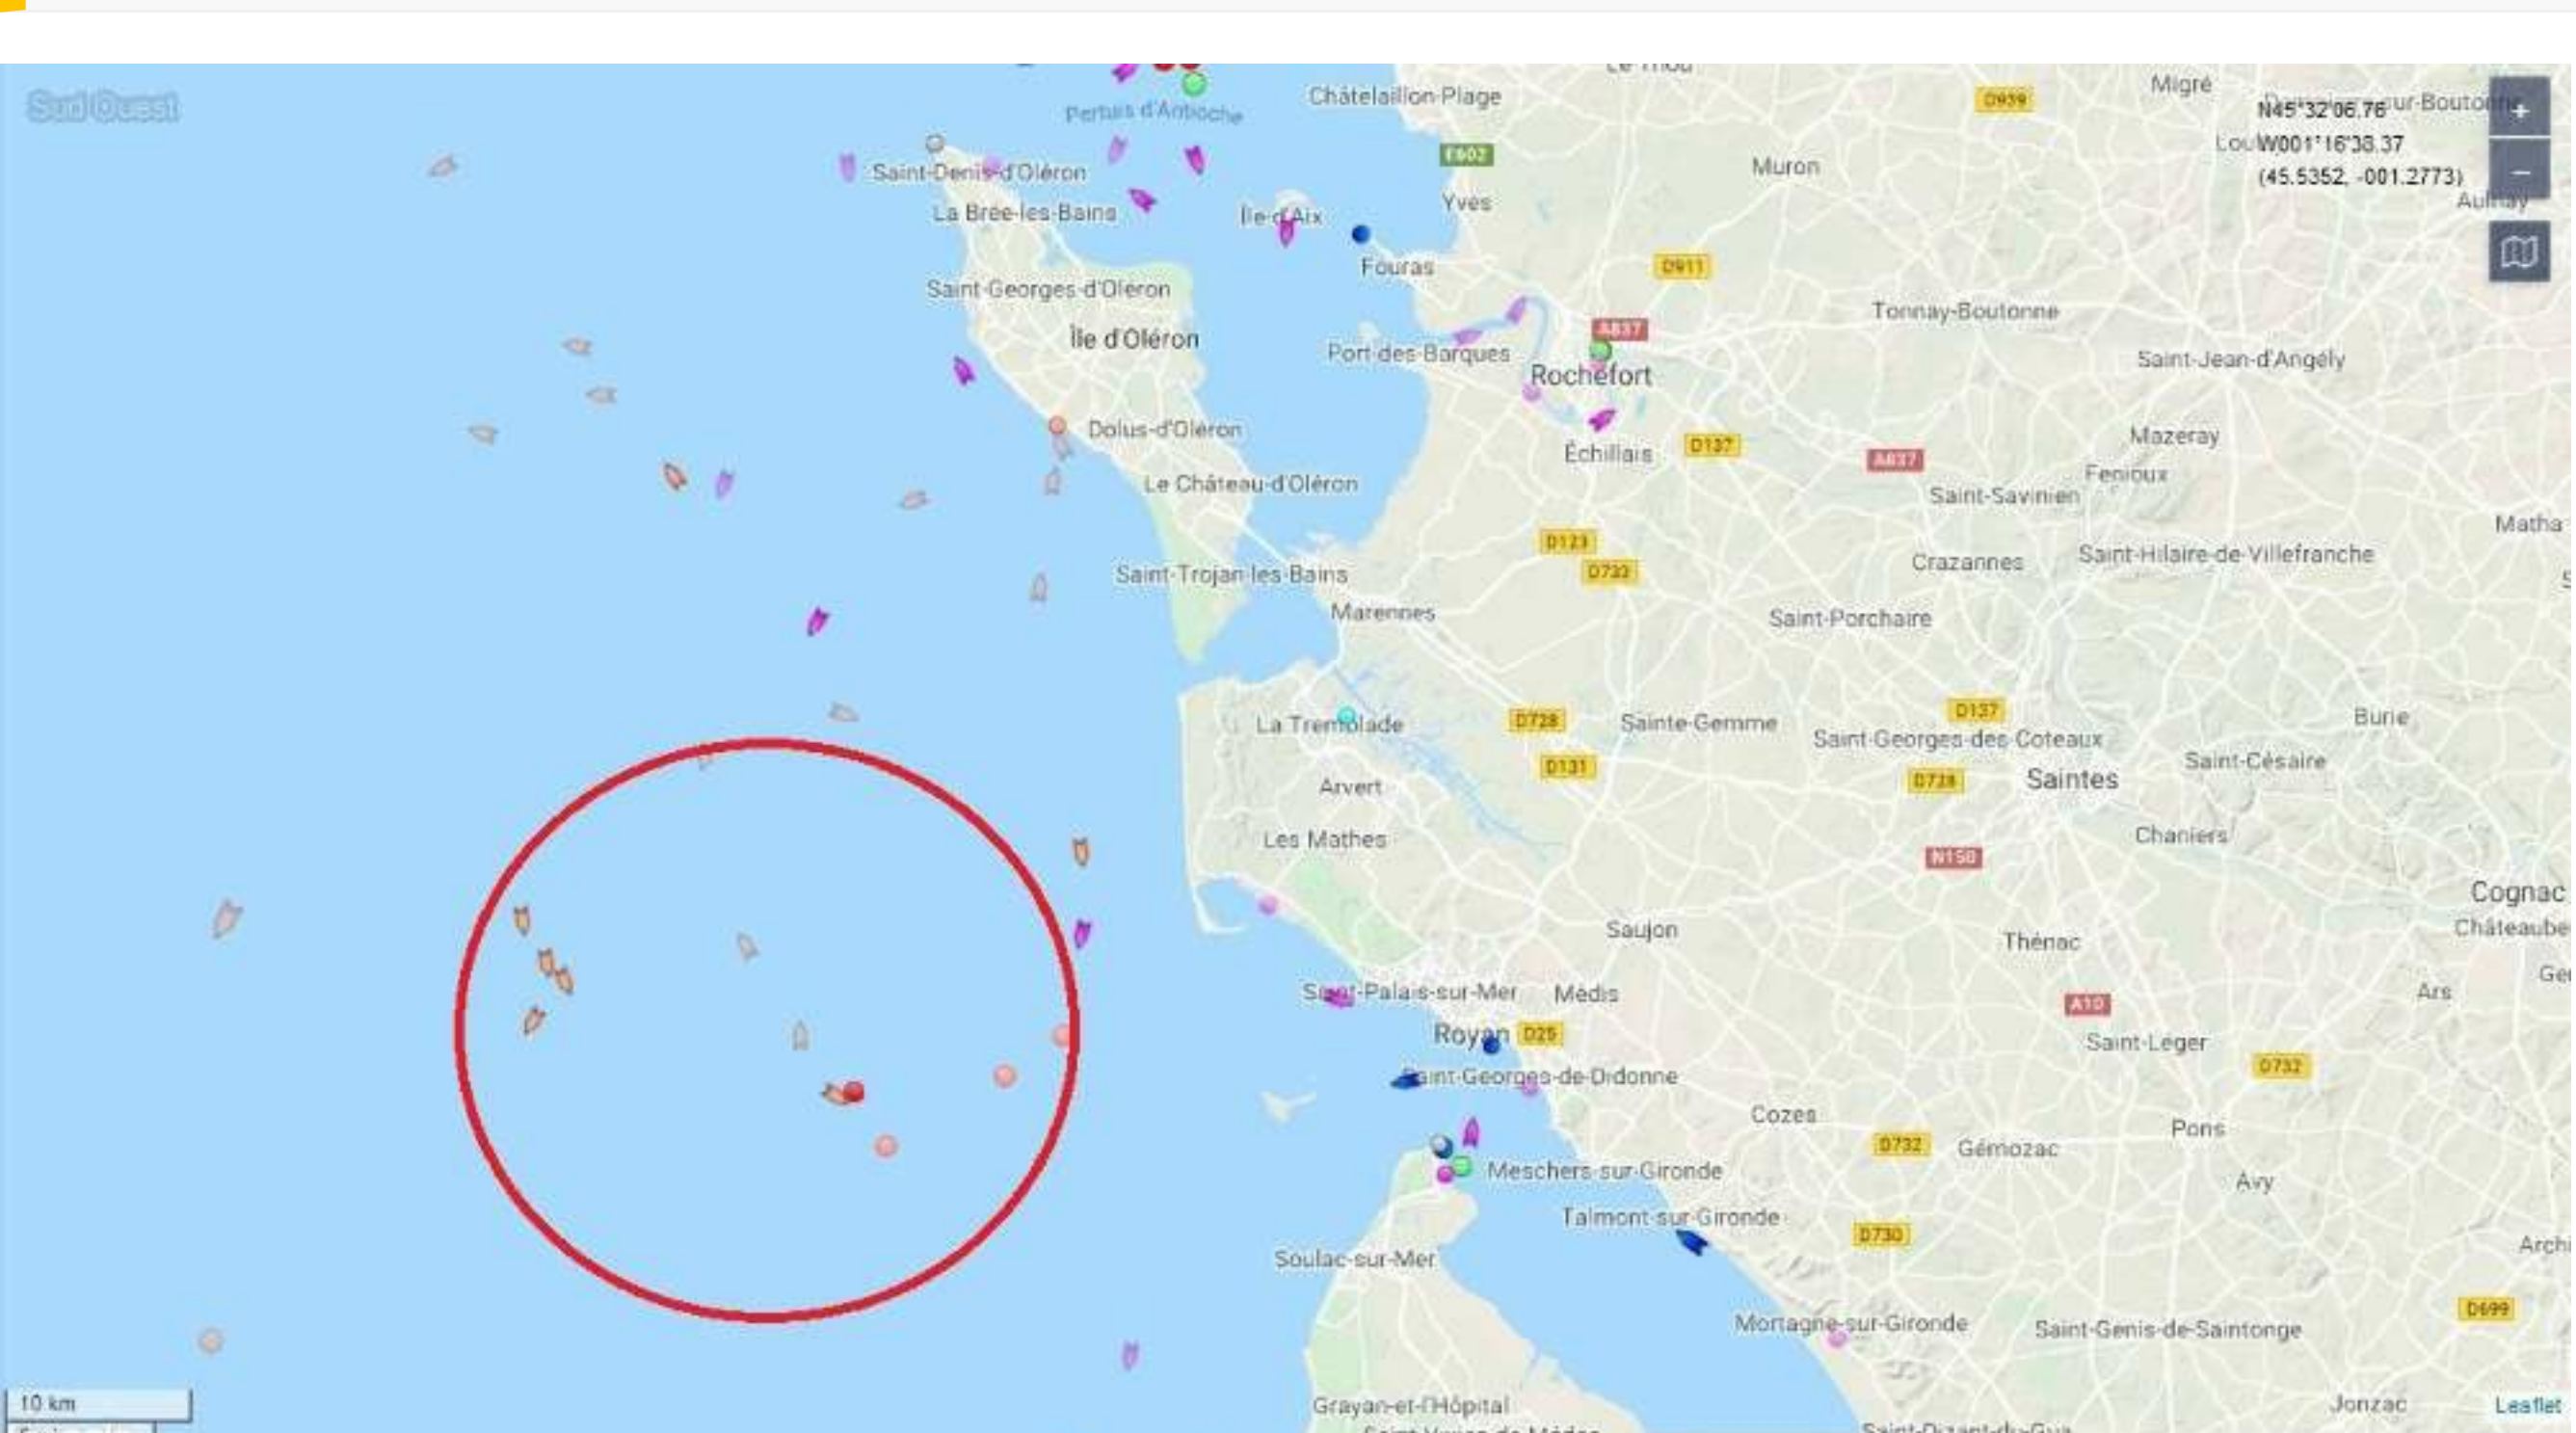 Le Thou
Sud Ouest
Châtelaillon-Plage
D939
Migré
sur-Boutonne
N45°32'06.76
+
Pertuis d'Antioche
W001°16'38.37
E602
Muron
(45.5352, -001.2773)
−
Saint-Denis-d'Oléron
Aulnay
Yves
La Brée-les-Bains
Île-d'Aix
Fouras
D911
Saint-Georges-d'Oléron
Tonnay-Boutonne
A837
Île d'Oléron
Port-des-Barques
Saint-Jean-d'Angély
Rochefort
Dolus-d'Oléron
Mazeray
D137
Échillais
A837
Fenioux
Le Château-d'Oléron
Saint-Savinien
Matha
D123
Saint-Hilaire-de-Villefranche
Crazannes
D733
Saint-Trojan-les-Bains
Marennes
Saint-Porchaire
D137
Burie
D728
La Tremblade
Sainte-Gemme
Saint-Georges-des-Coteaux
Saint-Césaire
D131
D728
Saintes
Arvert
Chaniers
Les Mathes
N150
Cognac
Saujon
Châteaube
Thénac
Ger
Saint-Palais-sur-Mer
Médis
Ars
A10
Royan
D25
Saint-Léger
D732
Saint-Georges-de-Didonne
Cozes
Pons
D732
Gémozac
Meschers-sur-Gironde
Avy
Talmont-sur-Gironde
D730
Archi
Soulac-sur-Mer
D699
Mortagne-sur-Gironde
Saint-Genis-de-Saintonge
10 km
Grayan-et-l'Hôpital
Jonzac
Leaflet